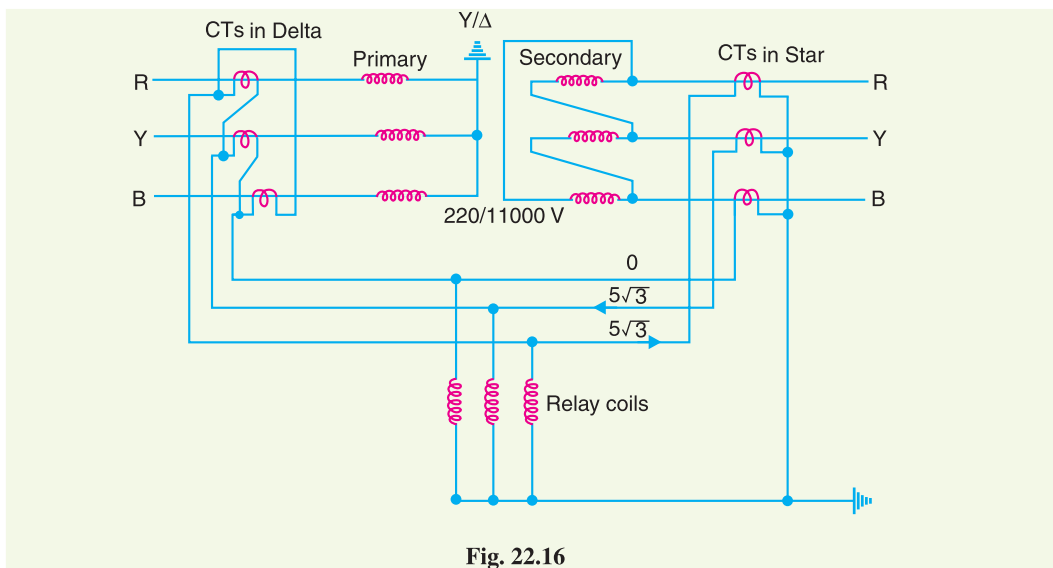 Y/Δ
CTs in Delta
Primary
Secondary
CTs in Star
R
R
Y
Y
B
B
220/11000 V
0
5√3
5√3
Relay coils
Fig. 22.16